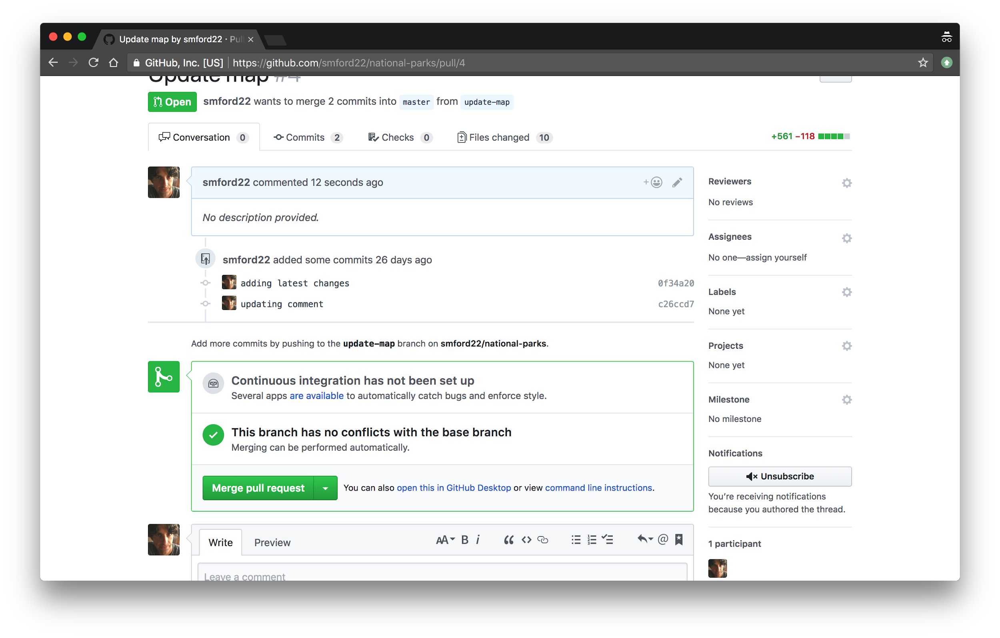 Update map by smford22 · Pull
GitHub, Inc. [US] https://github.com/smford22/national-parks/pull/4
Update map #4
Open smford22 wants to merge 2 commits into master from update-map
Conversation 0 Commits 2 Checks 0 Files changed 10 +561 −118
smford22 commented 12 seconds ago
No description provided.
smford22 added some commits 26 days ago
adding latest changes 0f34a20
updating comment c26ccd7
Add more commits by pushing to the update-map branch on smford22/national-parks.
Continuous integration has not been set up
Several apps are available to automatically catch bugs and enforce style.
This branch has no conflicts with the base branch
Merging can be performed automatically.
Merge pull request You can also open this in GitHub Desktop or view command line instructions.
Write Preview AA B i
Leave a comment
Reviewers
No reviews
Assignees
No one—assign yourself
Labels
None yet
Projects
None yet
Milestone
No milestone
Notifications
Unsubscribe
You’re receiving notifications
because you authored the thread.
1 participant